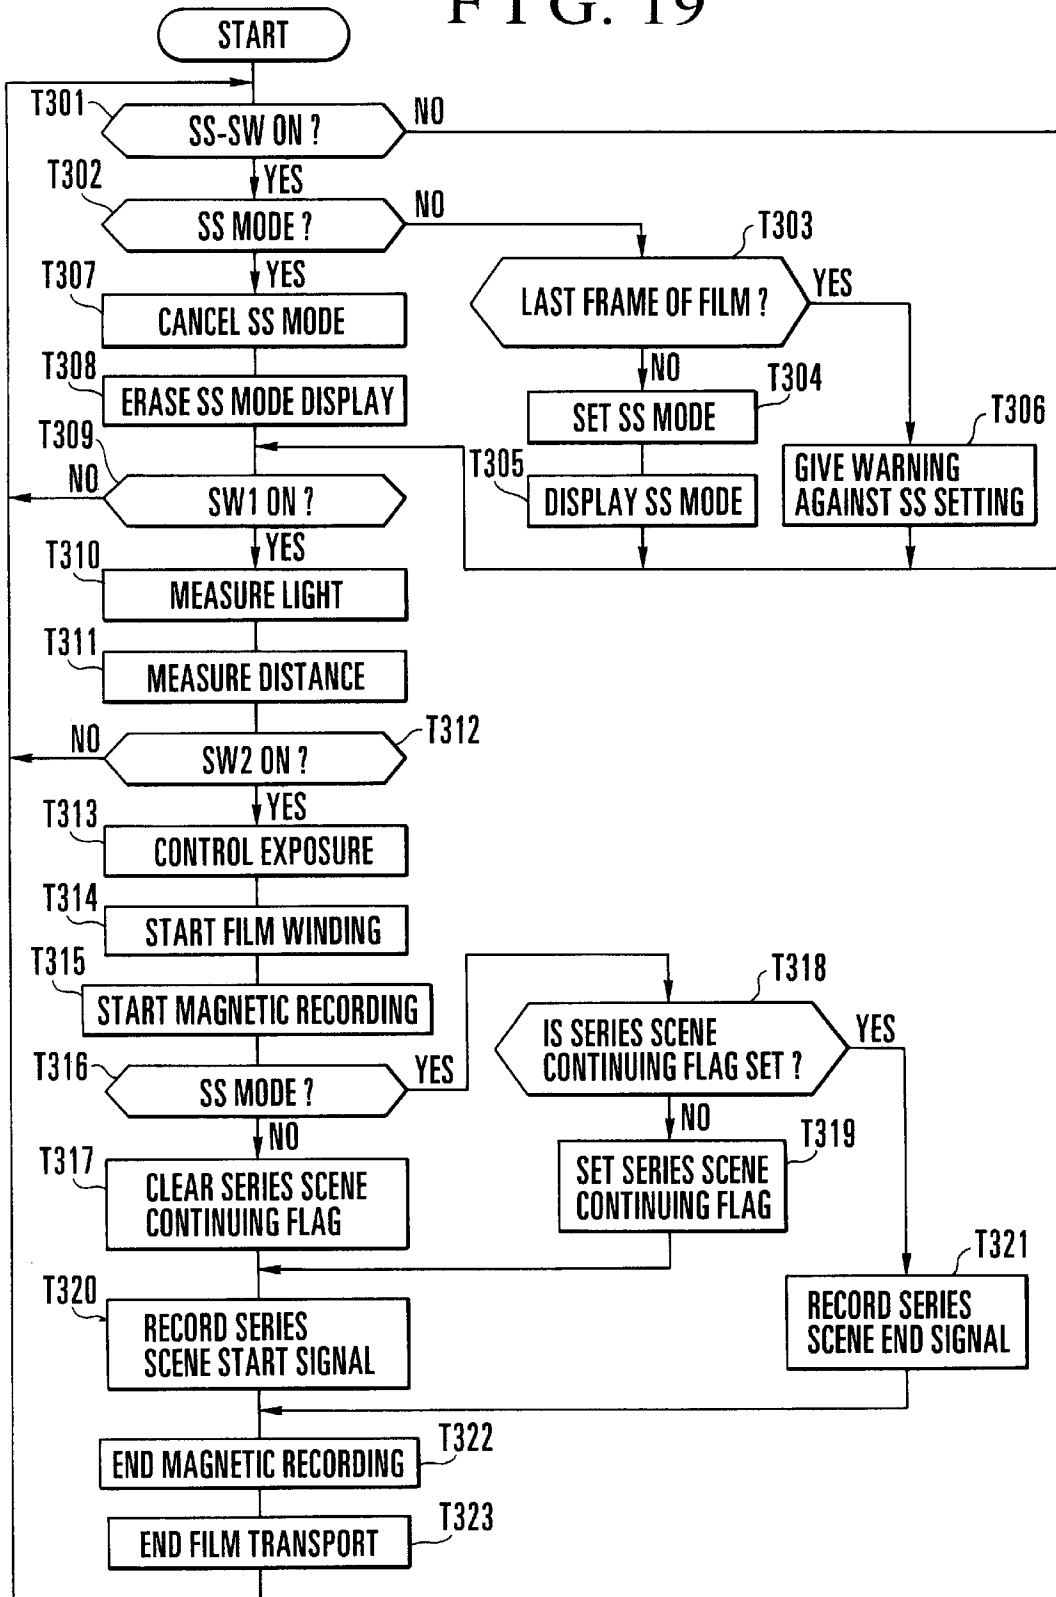 FIG. 19
START
T301
SS-SW ON ?
NO
YES
T302
SS MODE ?
NO
YES
T303
LAST FRAME OF FILM ?
YES
NO
T304
SET SS MODE
T305
DISPLAY SS MODE
T306
GIVE WARNING
AGAINST SS SETTING
T307
CANCEL SS MODE
T308
ERASE SS MODE DISPLAY
T309
NO
SW1 ON ?
YES
T310
MEASURE LIGHT
T311
MEASURE DISTANCE
T312
NO
SW2 ON ?
YES
T313
CONTROL EXPOSURE
T314
START FILM WINDING
T315
START MAGNETIC RECORDING
T316
SS MODE ?
YES
NO
T317
CLEAR SERIES SCENE
CONTINUING FLAG
T318
IS SERIES SCENE
CONTINUING FLAG SET ?
YES
NO
T319
SET SERIES SCENE
CONTINUING FLAG
T320
RECORD SERIES
SCENE START SIGNAL
T321
RECORD SERIES
SCENE END SIGNAL
T322
END MAGNETIC RECORDING
T323
END FILM TRANSPORT